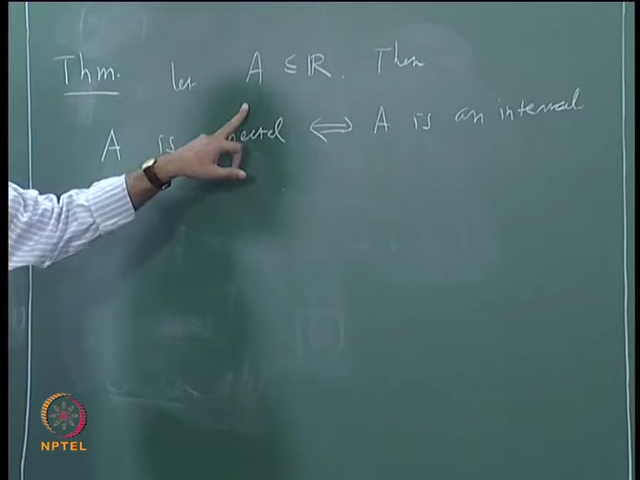 Thm. Let A ⊆ ℝ. Then
A is ⇔ A is an interval
NPTEL